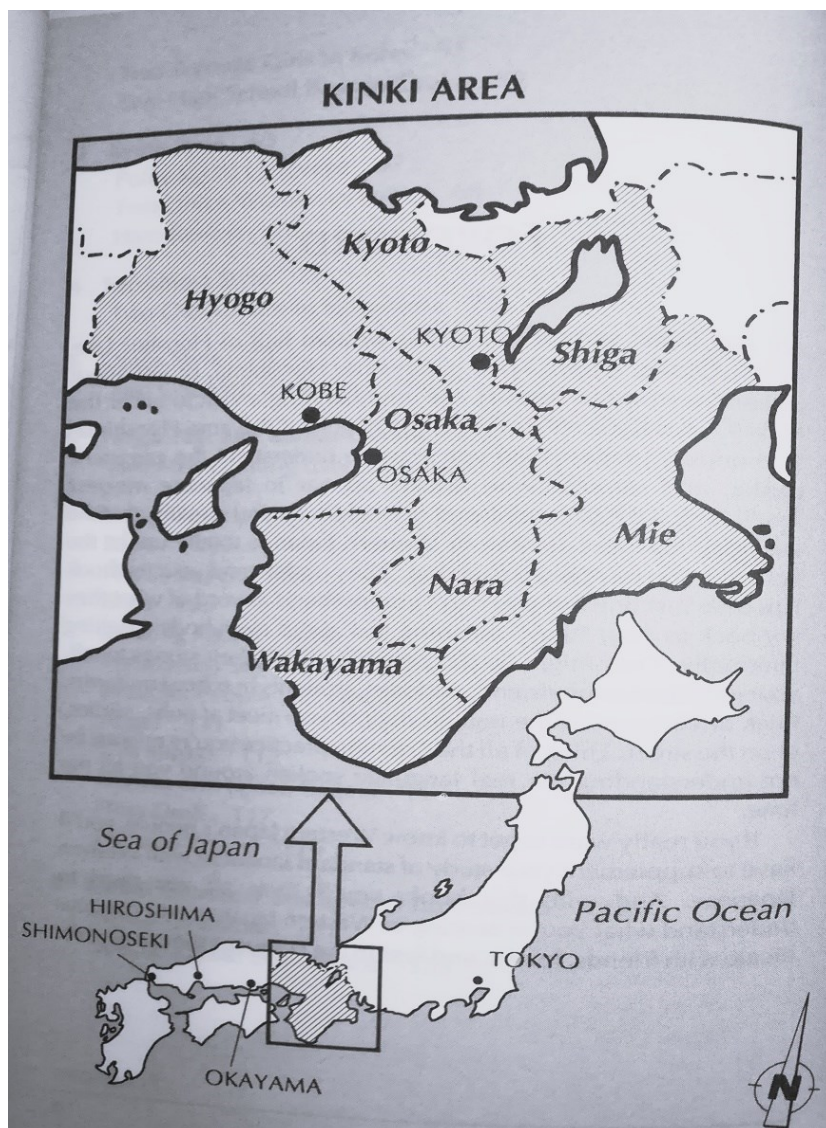 KINKI AREA
Kyoto
Hyogo
KYOTO
Shiga
KOBE
Osaka
OSAKA
Mie
Nara
Wakayama
Sea of Japan
HIROSHIMA
SHIMONOSEKI
Pacific Ocean
TOKYO
OKAYAMA
N